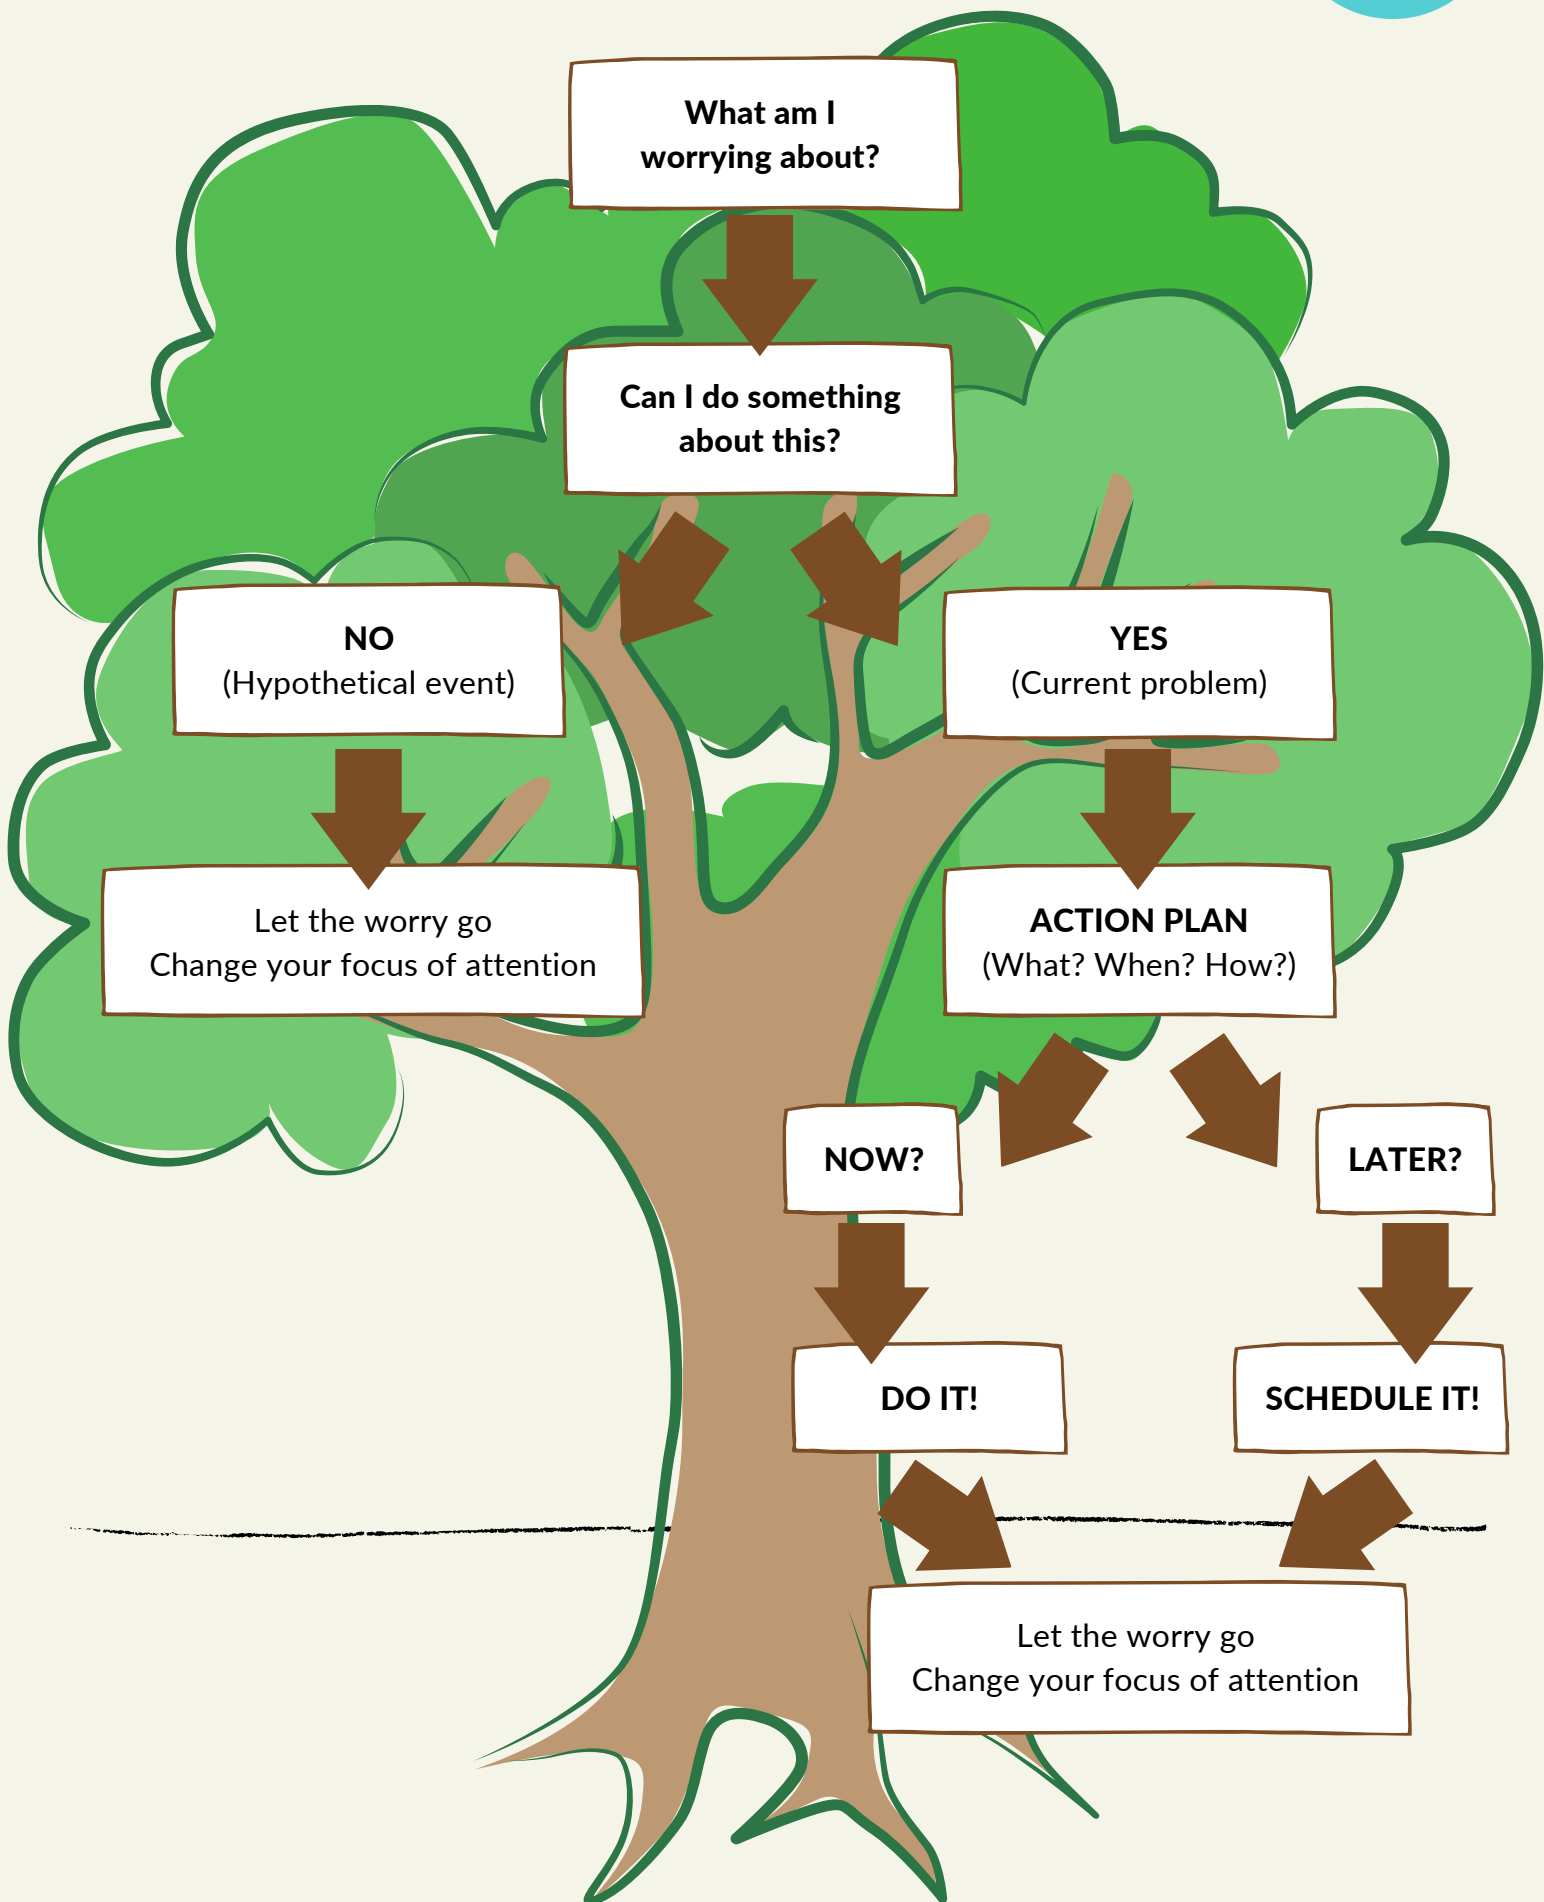 What am I
worrying about?
Can I do something
about this?
NO
(Hypothetical event)
YES
(Current problem)
Let the worry go
Change your focus of attention
ACTION PLAN
(What? When? How?)
NOW?
LATER?
DO IT!
SCHEDULE IT!
Let the worry go
Change your focus of attention